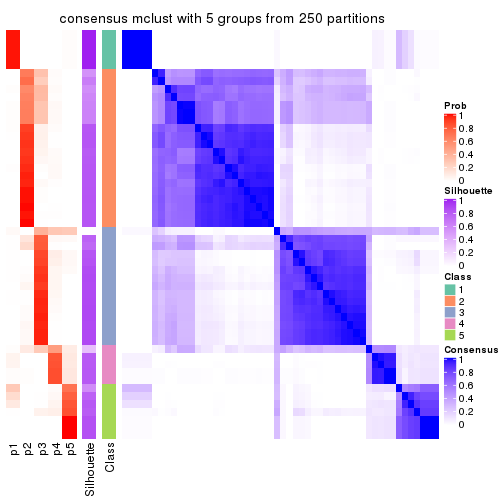 consensus mclust with 5 groups from 250 partitions
Prob
1
0.8
0.6
0.4
0.2
0
Silhouette
1
0.8
0.6
0.4
0.2
0
Class
1
2
3
4
5
Consensus
1
0.8
0.6
0.4
0.2
0
p1
p2
p3
p4
p5
Silhouette
Class